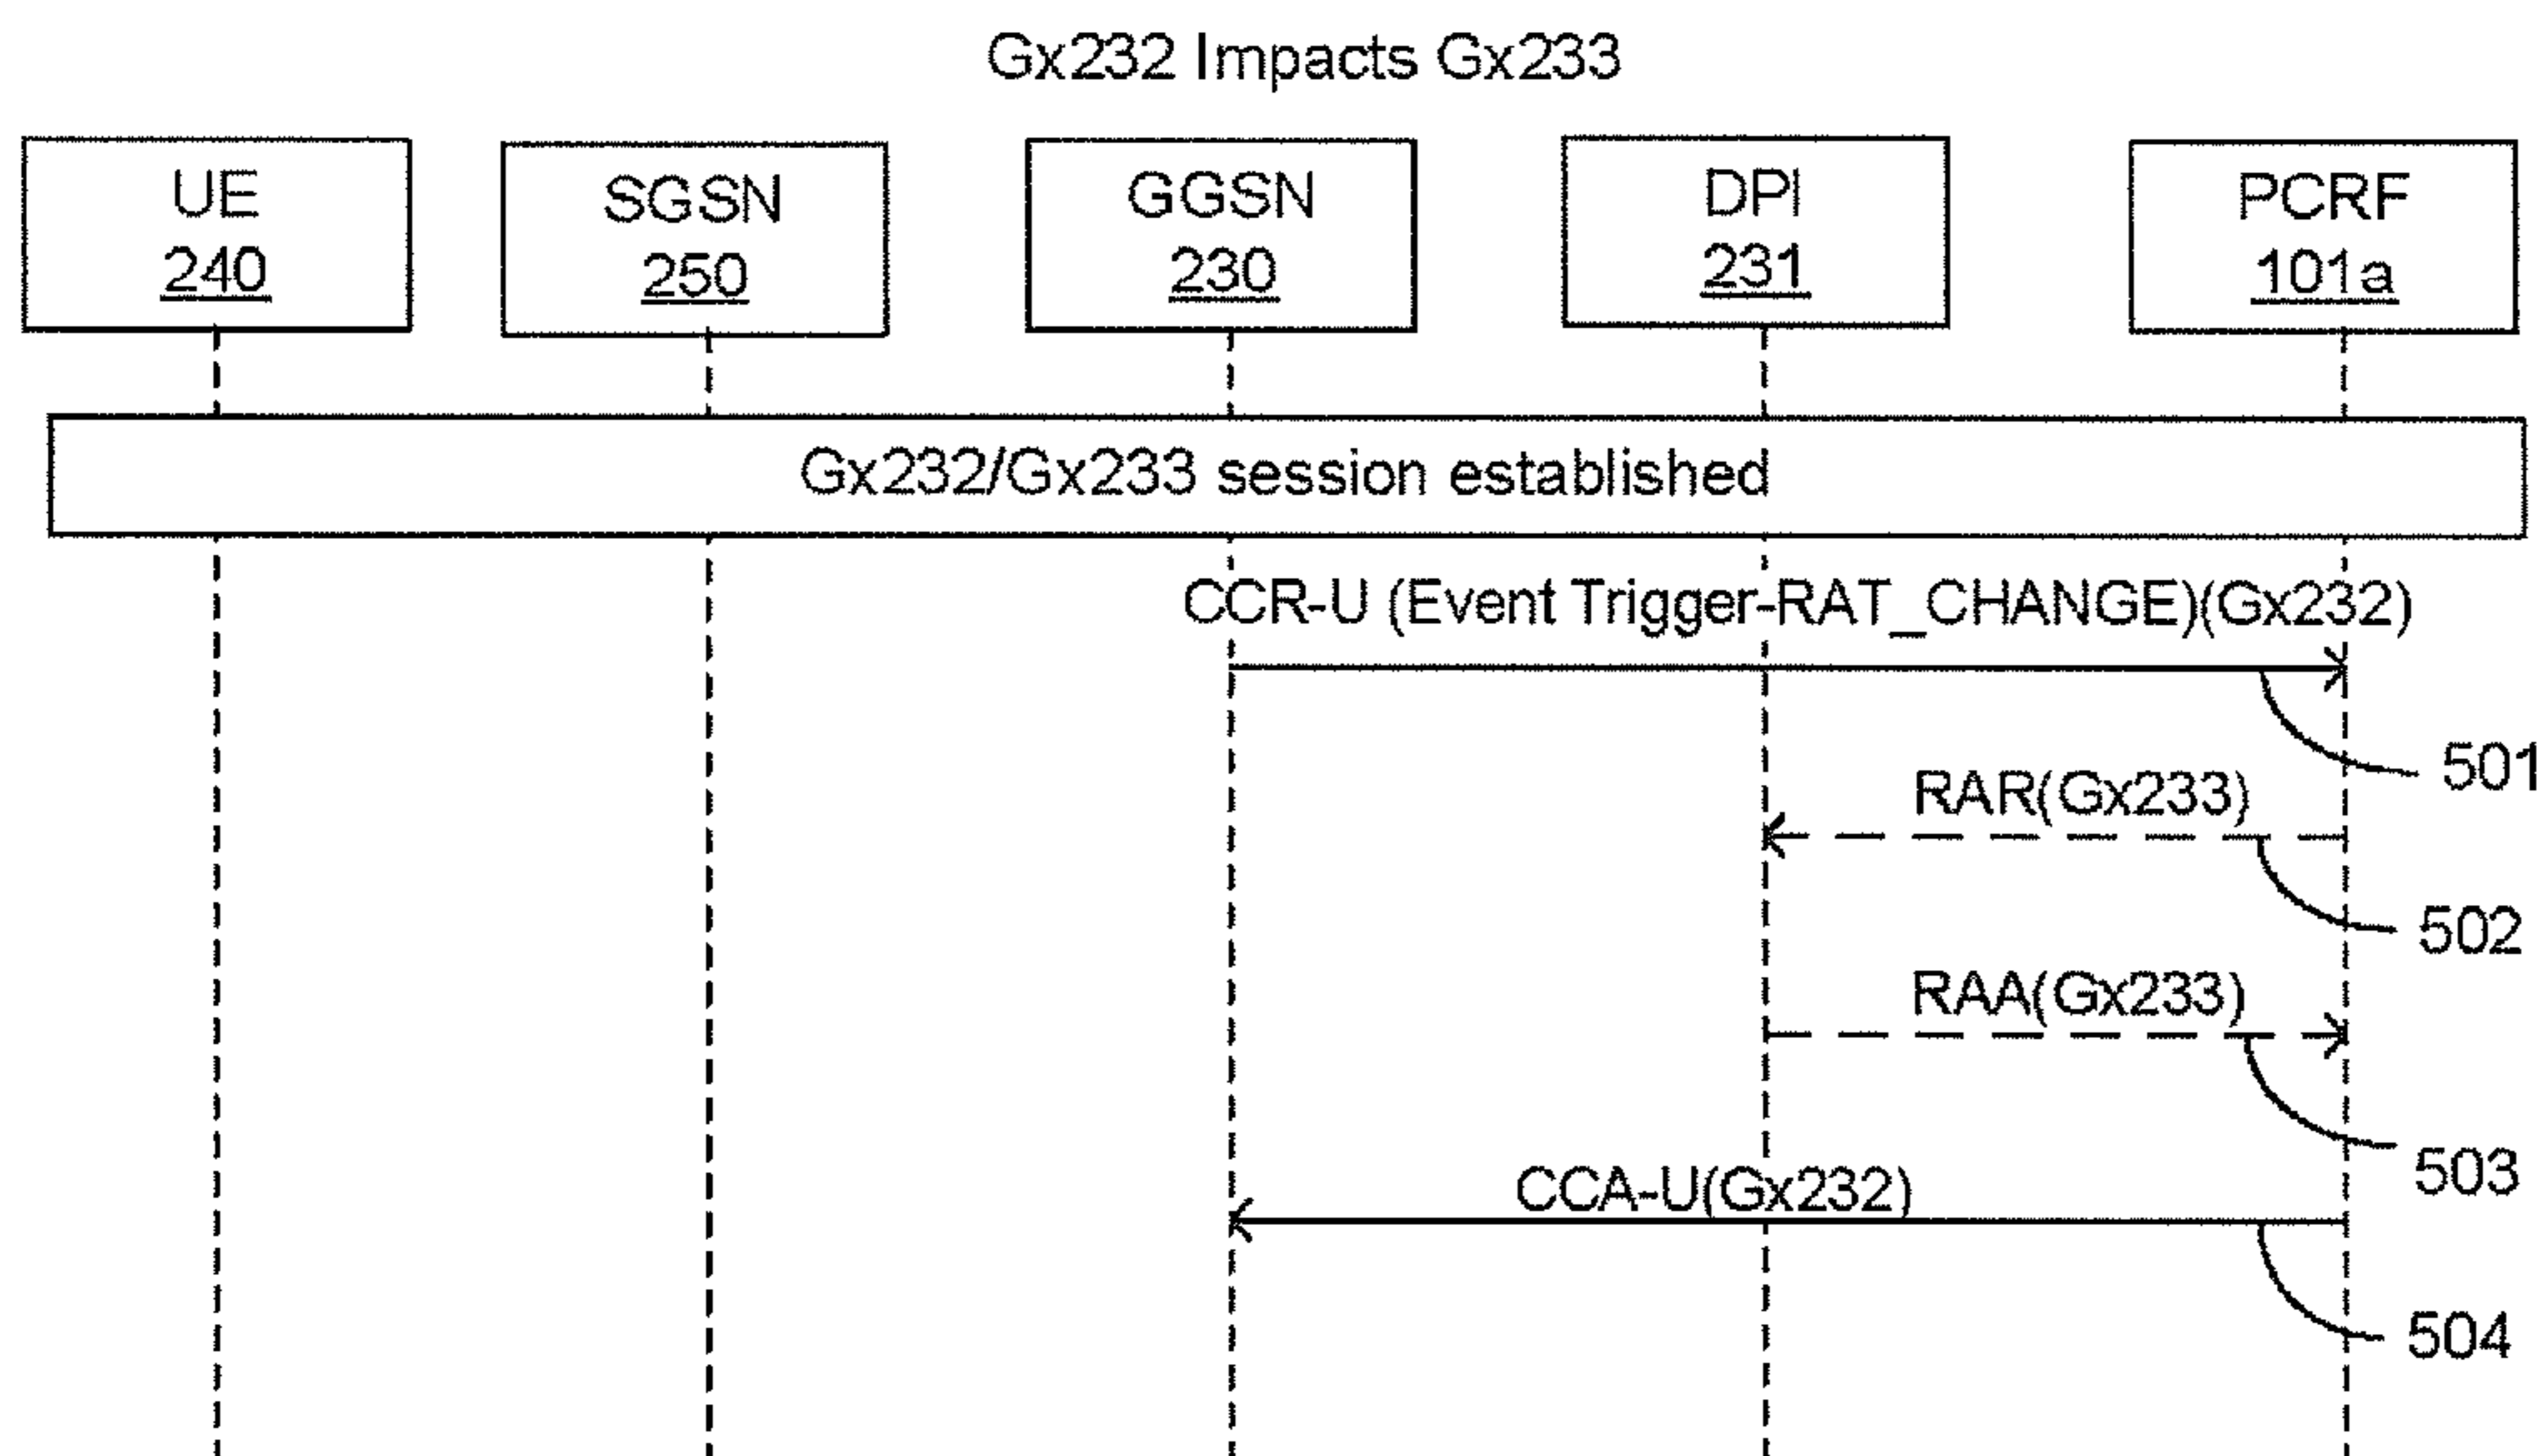 Gx232 Impacts Gx233
UE
240
SGSN
250
GGSN
230
DPI
231
PCRF
101a
Gx232/Gx233 session established
CCR-U (Event Trigger-RAT_CHANGE)(Gx232)
501
RAR(Gx233)
502
RAA(Gx233)
503
CCA-U(Gx232)
504